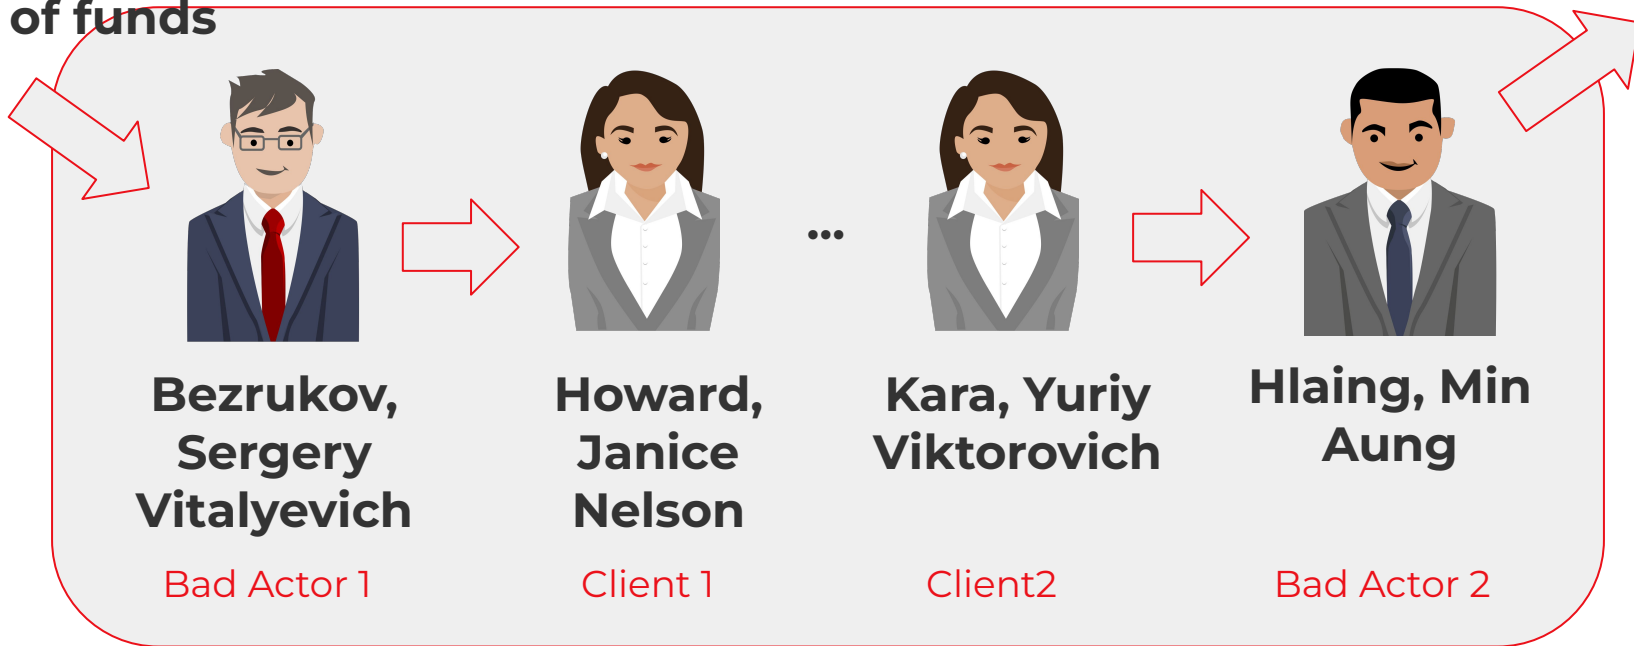 of funds
...
Bezrukov,
Sergery
Vitalyevich
Bad Actor 1
Howard,
Janice
Nelson
Client 1
Kara, Yuriy
Viktorovich
Client2
Hlaing, Min
Aung
Bad Actor 2